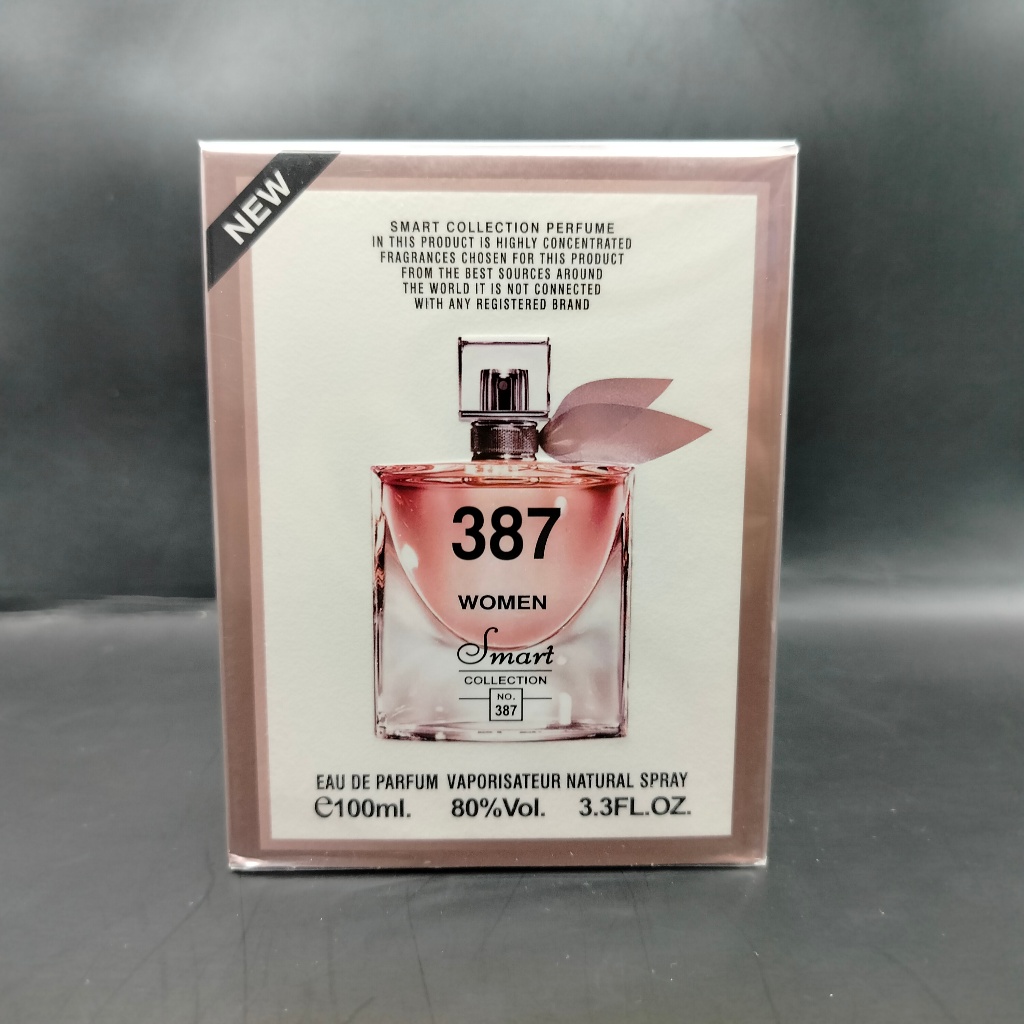 NEW
SMART COLLECTION PERFUME
IN THIS PRODUCT IS HIGHLY CONCENTRATED
FRAGRANCES CHOSEN FOR THIS PRODUCT
FROM THE BEST SOURCES AROUND
THE WORLD IT IS NOT CONNECTED
WITH ANY REGISTERED BRAND
387
WOMEN
Smart
COLLECTION
NO.
387
EAU DE PARFUM VAPORISATEUR NATURAL SPRAY
℮100ml. 80%Vol. 3.3FL.OZ.